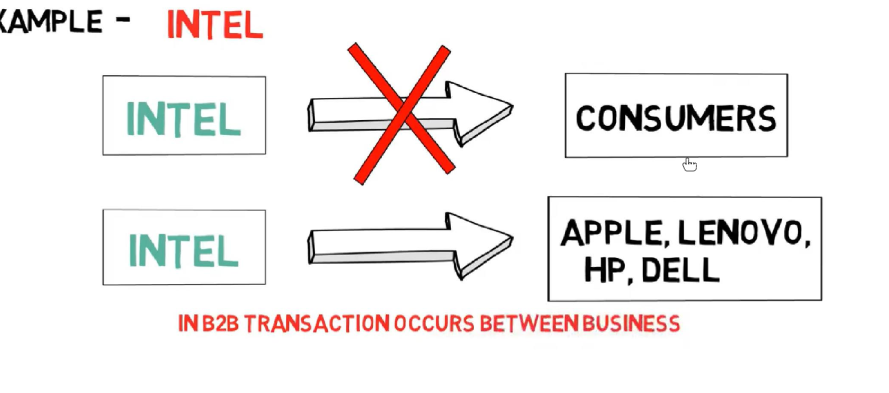 XAMPLE - INTEL
INTEL
CONSUMERS
INTEL
APPLE, LENOVO,
HP, DELL
IN B2B TRANSACTION OCCURS BETWEEN BUSINESS